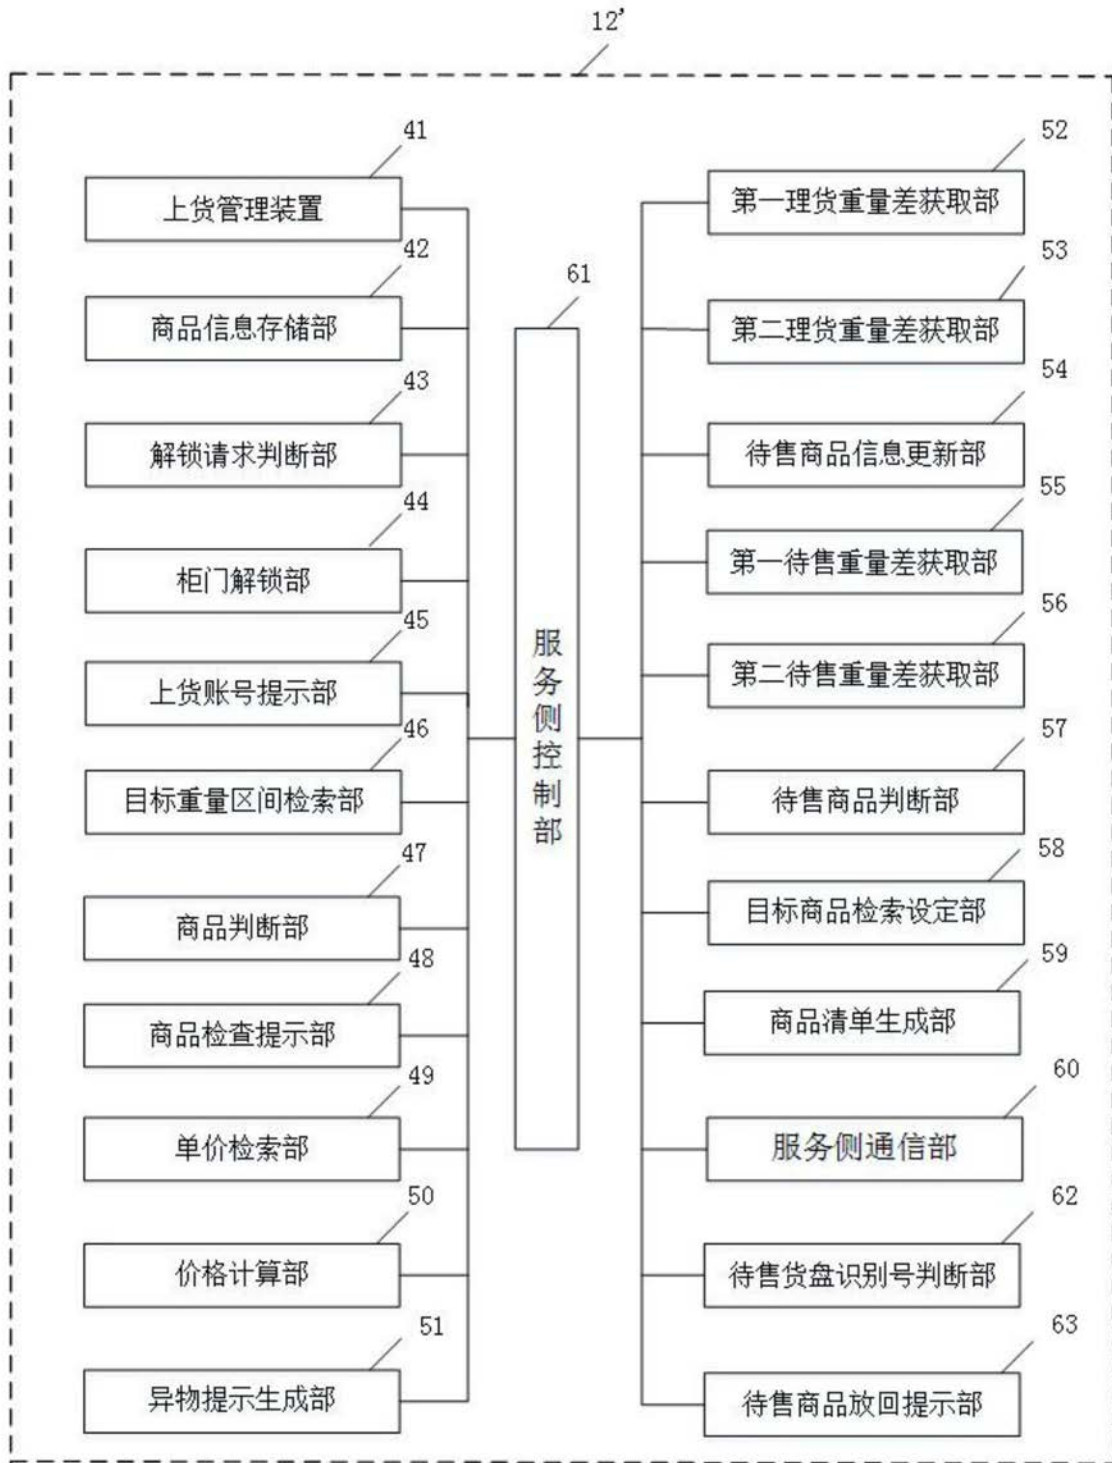 12'
41
上货管理装置
42
商品信息存储部
43
解锁请求判断部
44
柜门解锁部
45
上货账号提示部
46
目标重量区间检索部
47
商品判断部
48
商品检查提示部
49
单价检索部
50
价格计算部
51
异物提示生成部
61
服务侧控制部
52
第一理货重量差获取部
53
第二理货重量差获取部
54
待售商品信息更新部
55
第一待售重量差获取部
56
第二待售重量差获取部
57
待售商品判断部
58
目标商品检索设定部
59
商品清单生成部
60
服务侧通信部
62
待售货盘识别号判断部
63
待售商品放回提示部